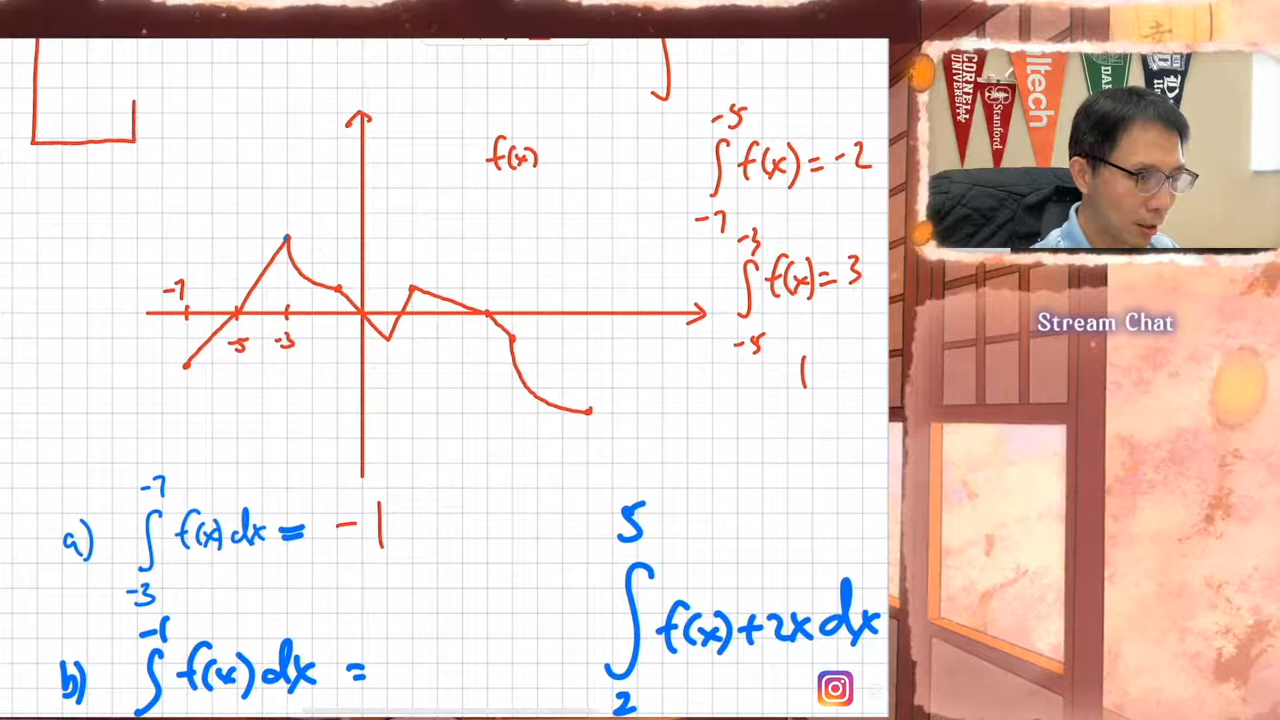 CORNELL UNIVERSITY
Stanford
ltech
DAR
f(x)
-7
-5
-3
∫_{-7}^{-5} f(x) = -2
∫_{-5}^{-3} f(x) = 3
1
Stream Chat
a) ∫_{-3}^{-7} f(x) dx = -1
b) ∫ f(x) dx =
∫_{2}^{5} f(x) + 2x dx